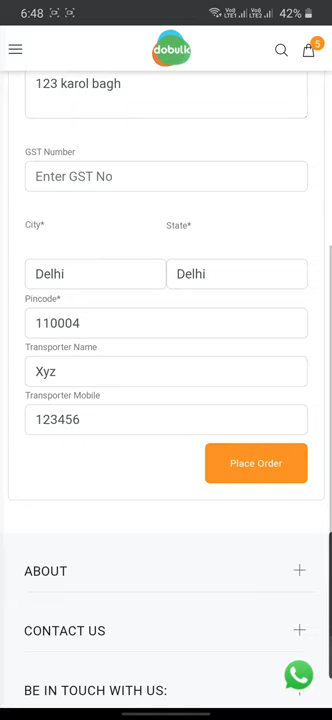 6:48
42%
dobulk
5
123 karol bagh
GST Number
Enter GST No
City*
State*
Delhi
Delhi
Pincode*
110004
Transporter Name
Xyz
Transporter Mobile
123456
Place Order
ABOUT
CONTACT US
BE IN TOUCH WITH US: